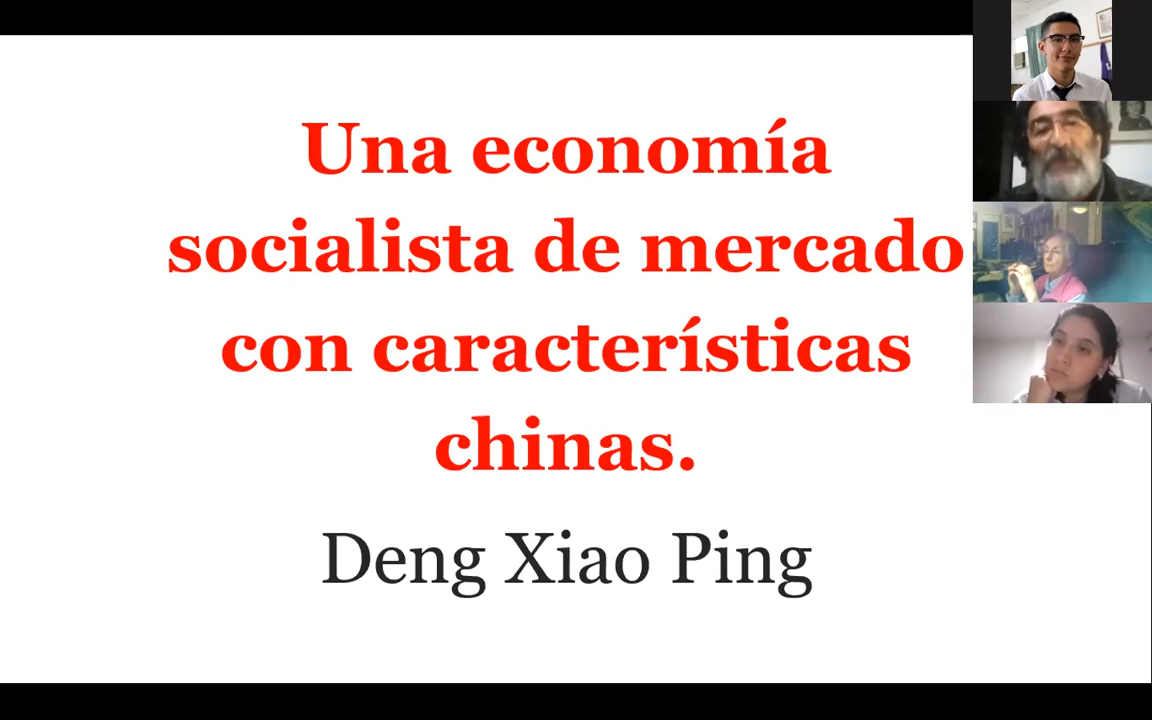 Una economía
socialista de mercado
con características
chinas.
Deng Xiao Ping